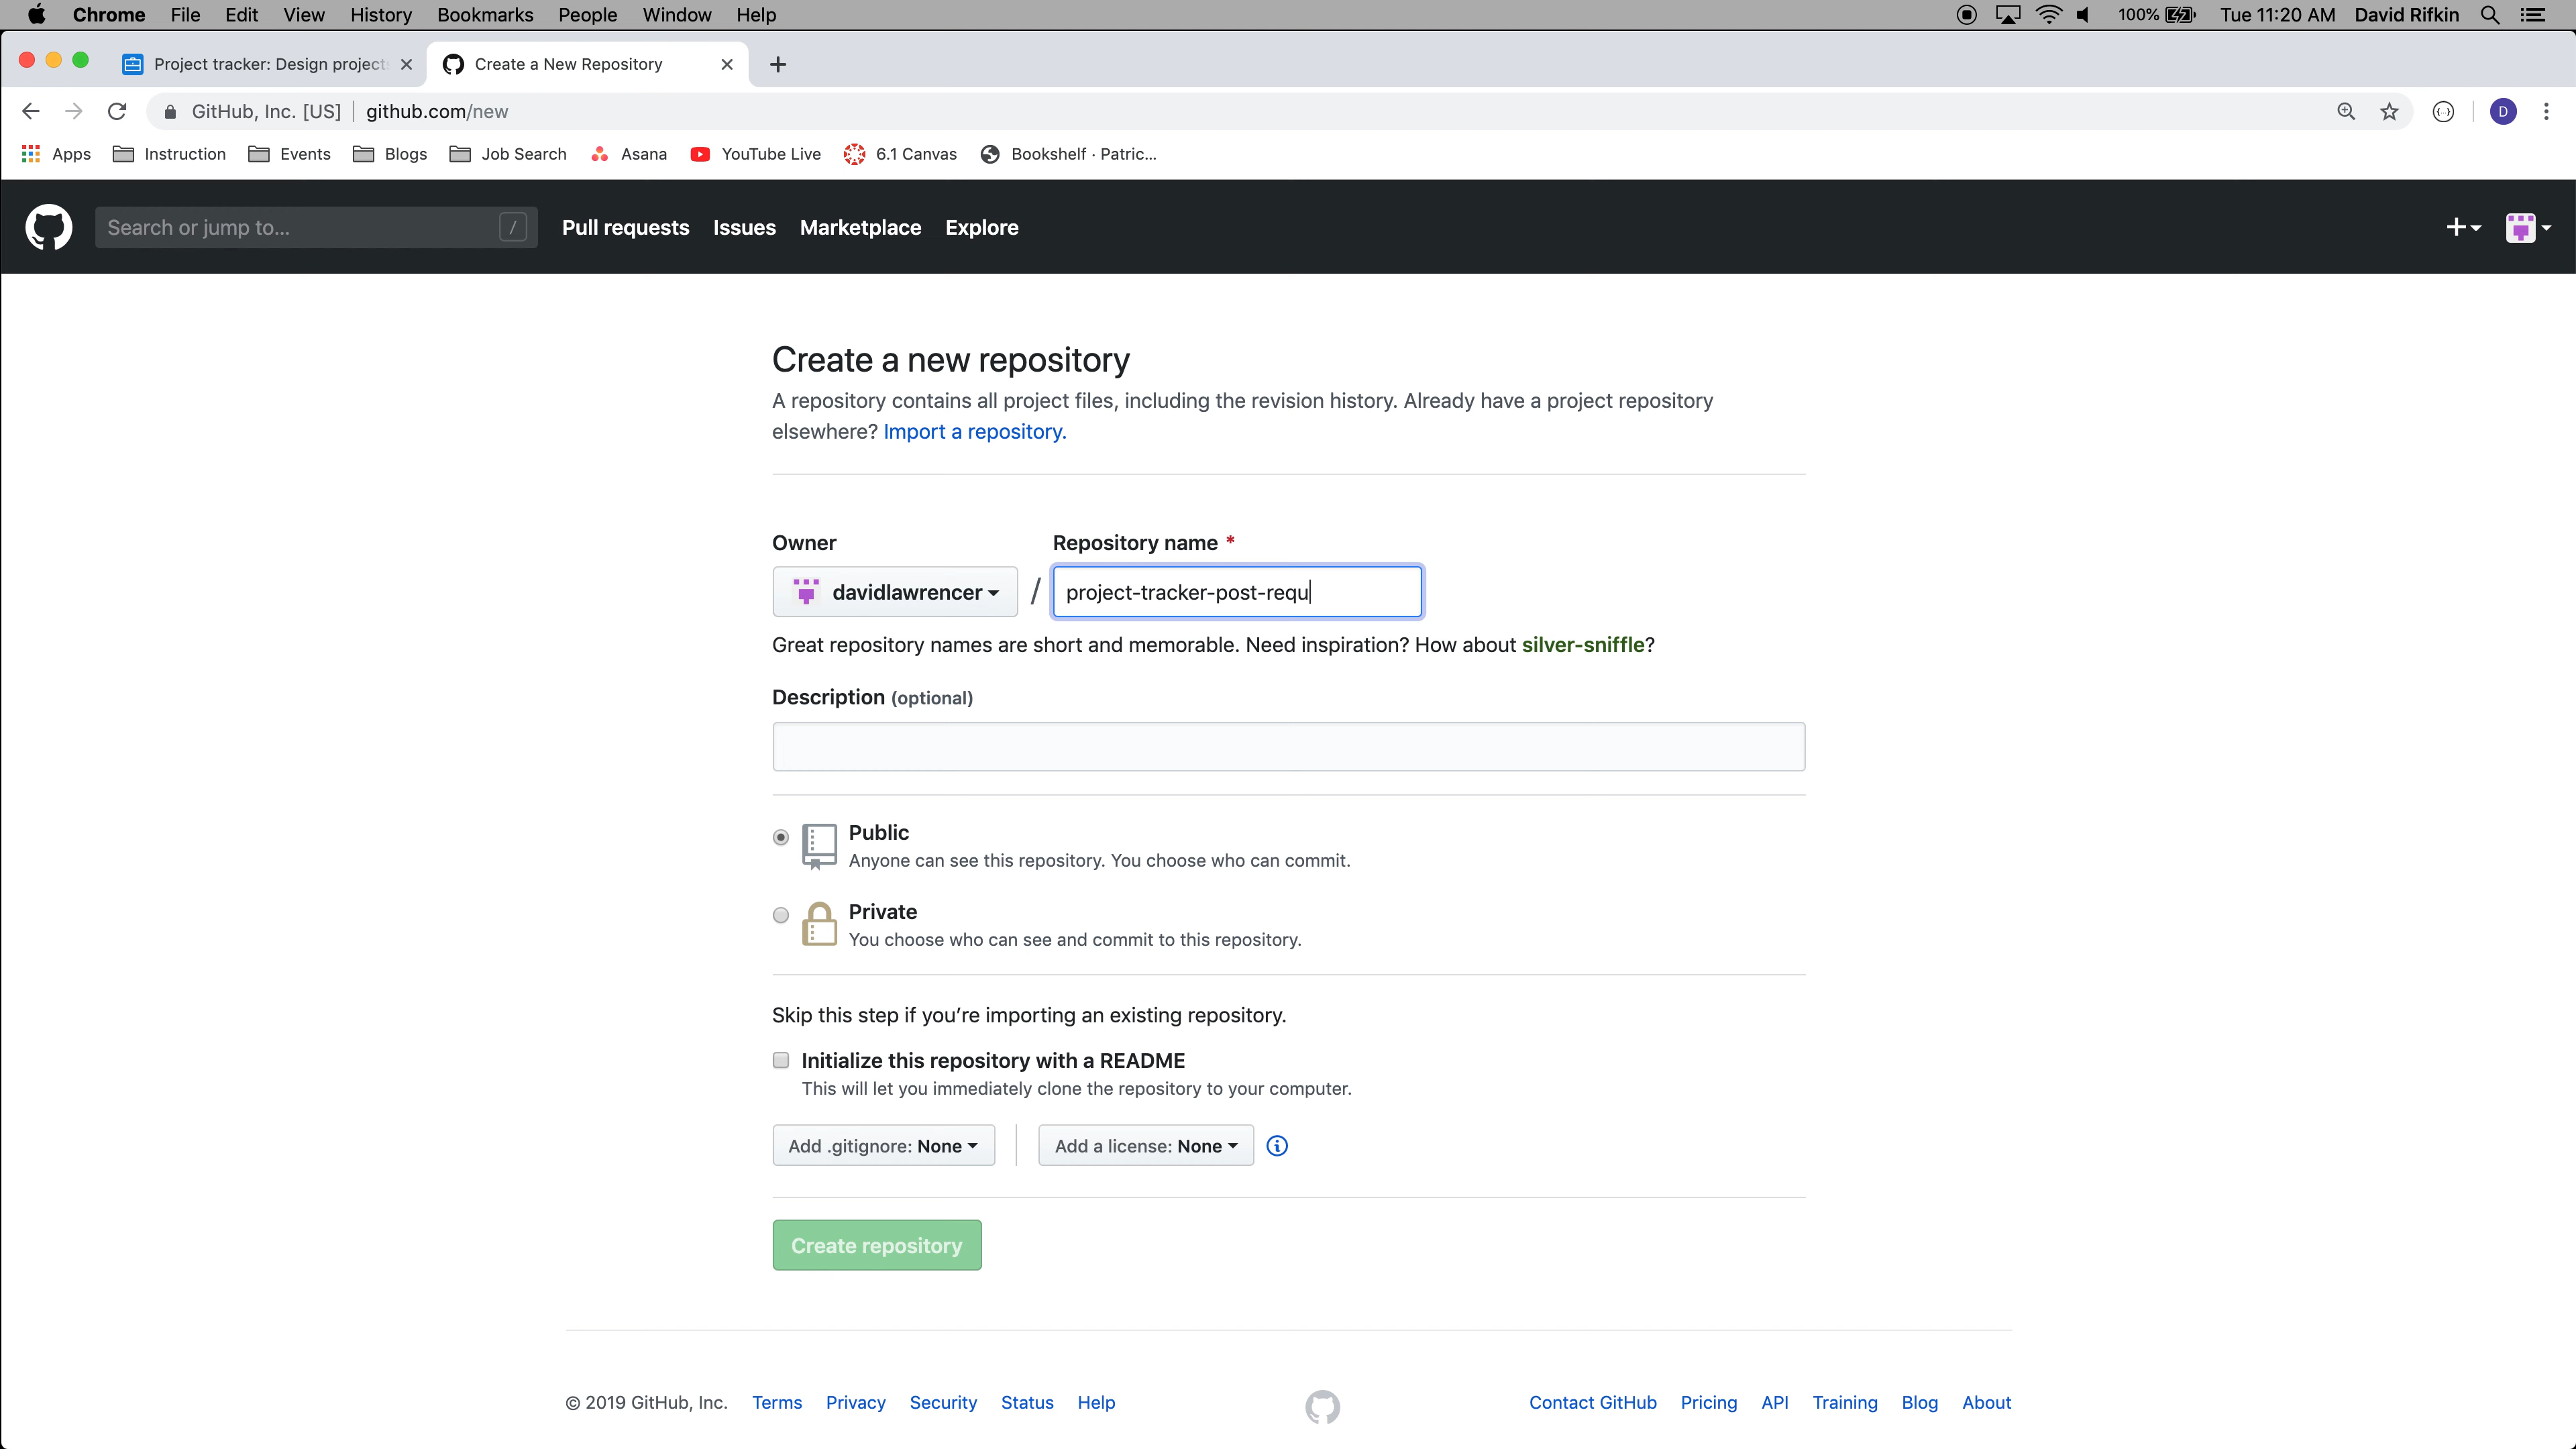 Chrome File Edit View History Bookmarks People Window Help 100% Tue 11:20 AM David Rifkin
Project tracker: Design project Create a New Repository
GitHub, Inc. [US] github.com/new D
Apps Instruction Events Blogs Job Search Asana YouTube Live 6.1 Canvas Bookshelf · Patric...
Search or jump to... / Pull requests Issues Marketplace Explore
Create a new repository
A repository contains all project files, including the revision history. Already have a project repository
elsewhere? Import a repository.
Owner Repository name *
davidlawrencer / project-tracker-post-requ
Great repository names are short and memorable. Need inspiration? How about silver-sniffle?
Description (optional)
Public
Anyone can see this repository. You choose who can commit.
Private
You choose who can see and commit to this repository.
Skip this step if you’re importing an existing repository.
Initialize this repository with a README
This will let you immediately clone the repository to your computer.
Add .gitignore: None Add a license: None
Create repository
© 2019 GitHub, Inc. Terms Privacy Security Status Help Contact GitHub Pricing API Training Blog About